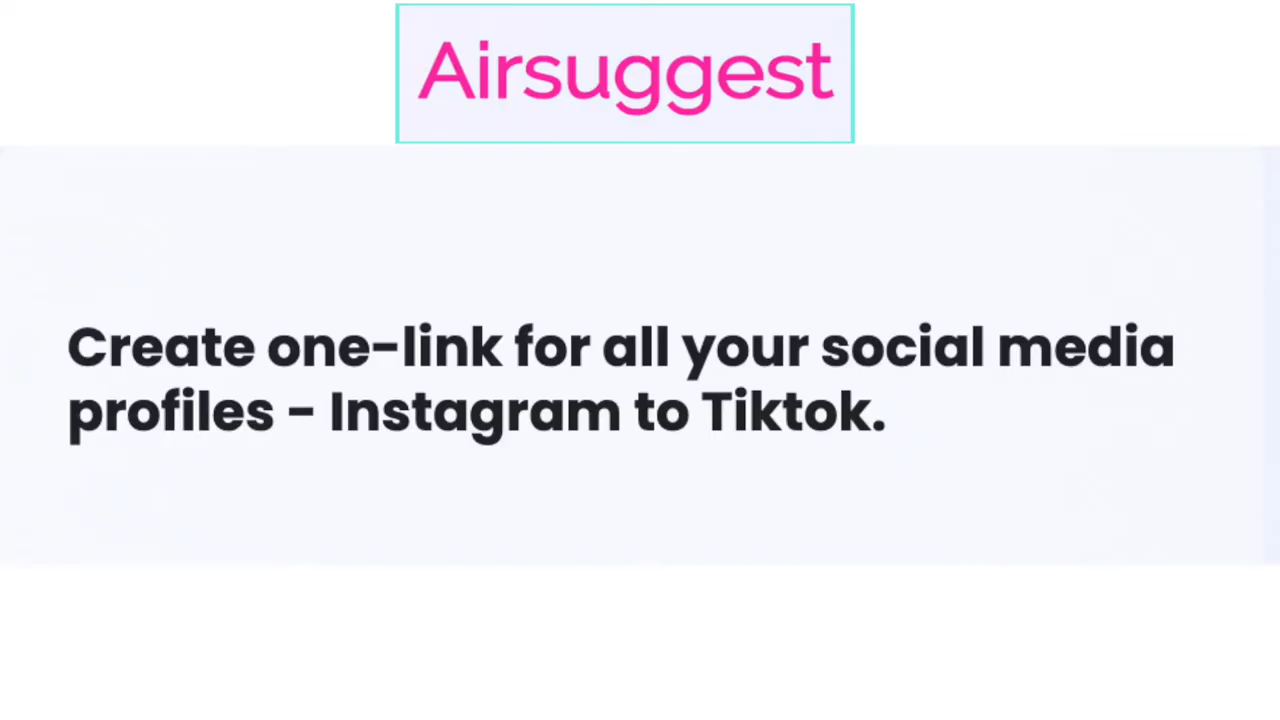 Airsuggest
Create one-link for all your social media
profiles - Instagram to Tiktok.